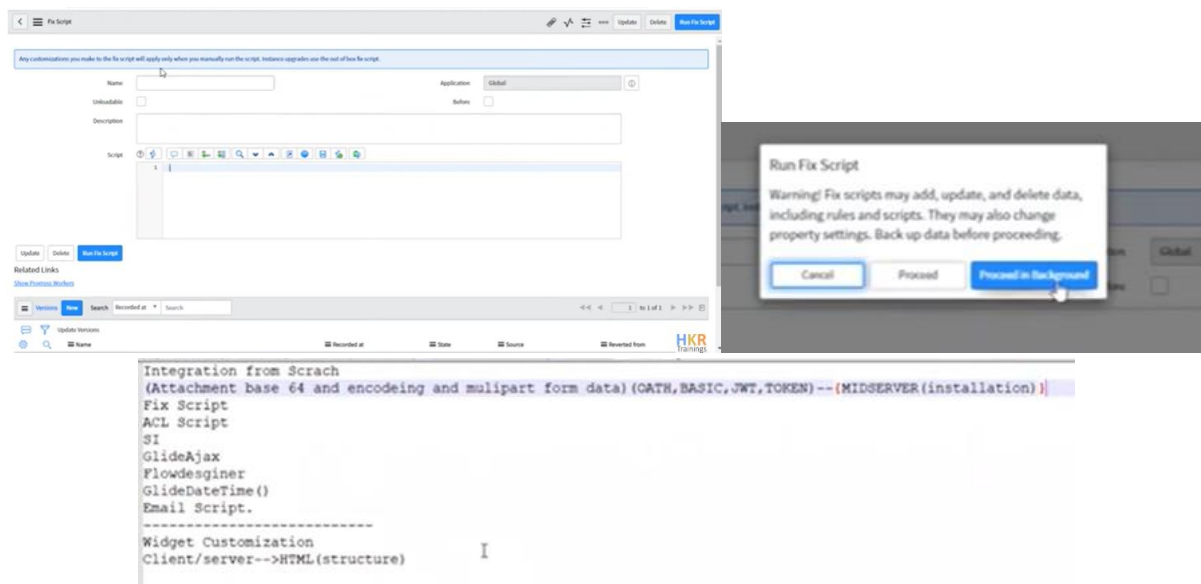 Fix Script
Update Delete Run Fix Script
Any customizations you make to the fix script will apply only when you manually run the script. Instance upgrades use the out of box fix script.
Name
Application Global
Unloadable
Before
Description
Script
1
Update Delete Run Fix Script
Related Links
Show Progress Workers
Versions New Search Recorded at Search
1 to 1 of 1
Update Versions
Name Recorded at State Source Reverted from
HKR
Trainings
Run Fix Script
Warning! Fix scripts may add, update, and delete data,
including rules and scripts. They may also change
property settings. Back up data before proceeding.
Cancel Proceed Proceed in Background
Global
Integration from Scrach
(Attachment base 64 and encodeing and mulipart form data)(OATH,BASIC,JWT,TOKEN)--{MIDSERVER(installation)}
Fix Script
ACL Script
SI
GlideAjax
Flowdesginer
GlideDateTime()
Email Script.
----------------------------
Widget Customization
Client/server-->HTML(structure)